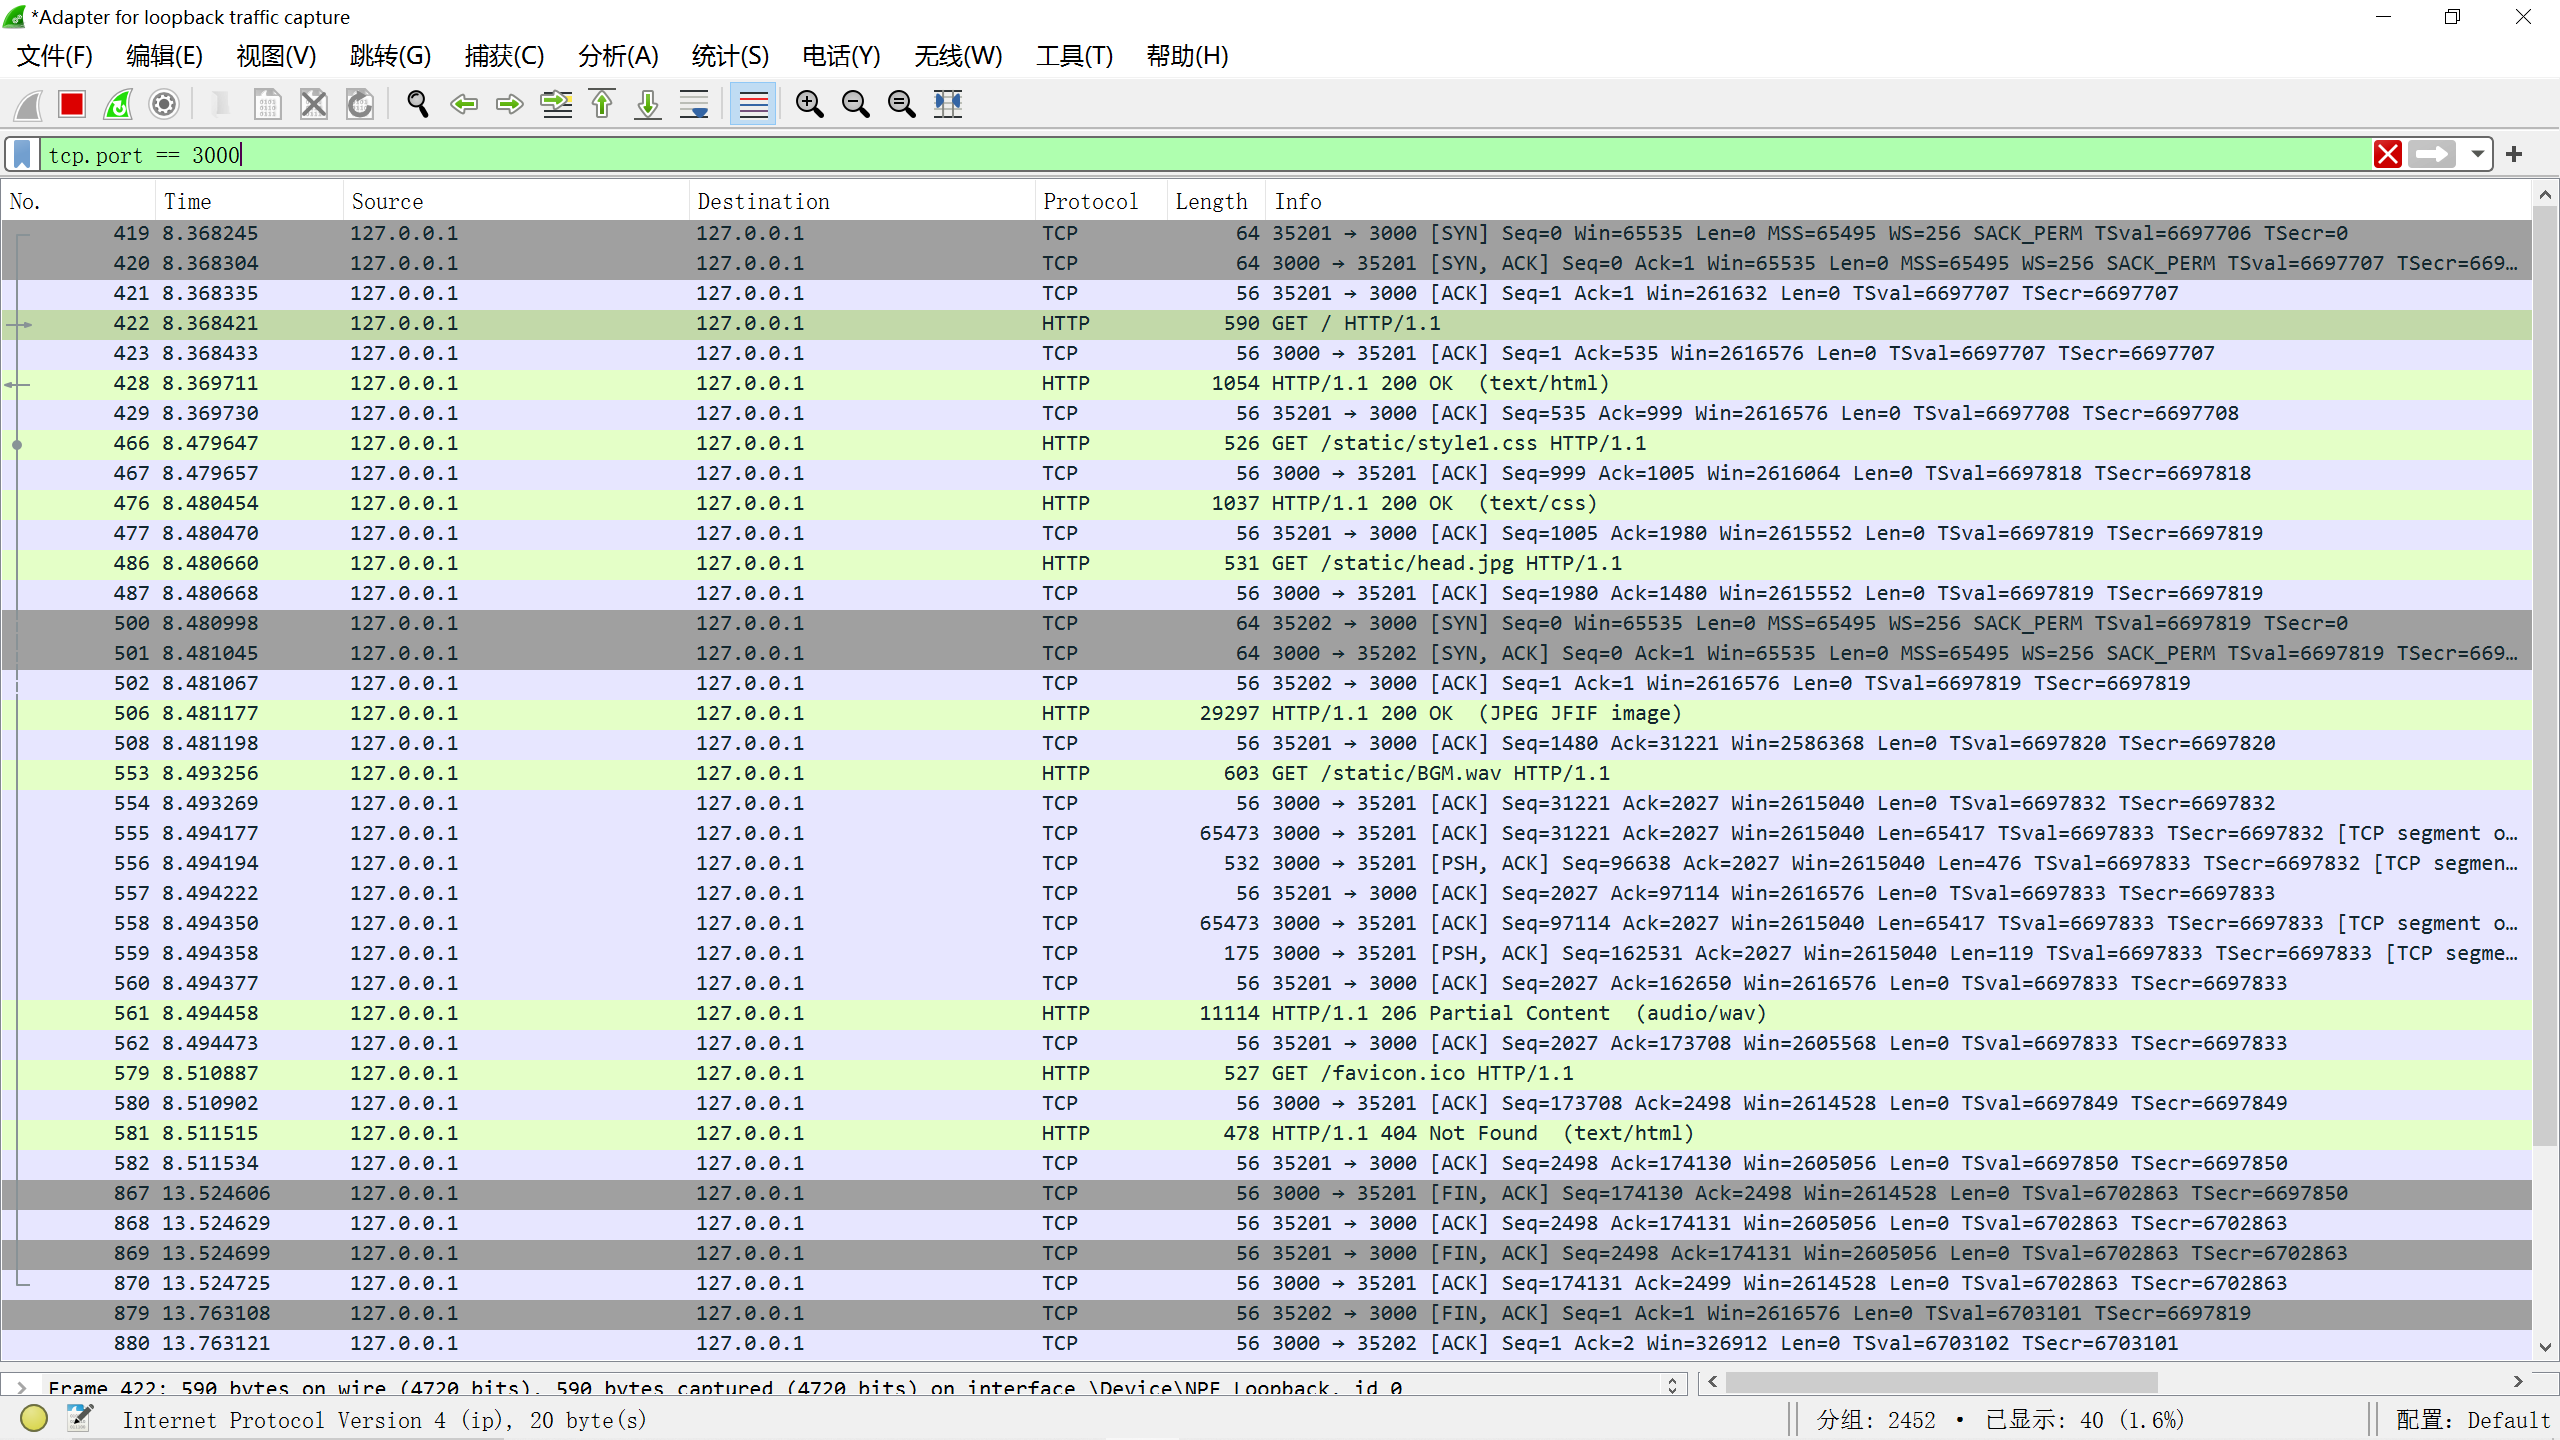 *Adapter for loopback traffic capture
文件(F) 编辑(E) 视图(V) 跳转(G) 捕获(C) 分析(A) 统计(S) 电话(Y) 无线(W) 工具(T) 帮助(H)
tcp.port == 3000
No. Time Source Destination Protocol Length Info
419 8.368245 127.0.0.1 127.0.0.1 TCP 64 35201 → 3000 [SYN] Seq=0 Win=65535 Len=0 MSS=65495 WS=256 SACK_PERM TSval=6697706 TSecr=0
420 8.368304 127.0.0.1 127.0.0.1 TCP 64 3000 → 35201 [SYN, ACK] Seq=0 Ack=1 Win=65535 Len=0 MSS=65495 WS=256 SACK_PERM TSval=6697707 TSecr=669…
421 8.368335 127.0.0.1 127.0.0.1 TCP 56 35201 → 3000 [ACK] Seq=1 Ack=1 Win=261632 Len=0 TSval=6697707 TSecr=6697707
422 8.368421 127.0.0.1 127.0.0.1 HTTP 590 GET / HTTP/1.1
423 8.368433 127.0.0.1 127.0.0.1 TCP 56 3000 → 35201 [ACK] Seq=1 Ack=535 Win=2616576 Len=0 TSval=6697707 TSecr=6697707
428 8.369711 127.0.0.1 127.0.0.1 HTTP 1054 HTTP/1.1 200 OK (text/html)
429 8.369730 127.0.0.1 127.0.0.1 TCP 56 35201 → 3000 [ACK] Seq=535 Ack=999 Win=2616576 Len=0 TSval=6697708 TSecr=6697708
466 8.479647 127.0.0.1 127.0.0.1 HTTP 526 GET /static/style1.css HTTP/1.1
467 8.479657 127.0.0.1 127.0.0.1 TCP 56 3000 → 35201 [ACK] Seq=999 Ack=1005 Win=2616064 Len=0 TSval=6697818 TSecr=6697818
476 8.480454 127.0.0.1 127.0.0.1 HTTP 1037 HTTP/1.1 200 OK (text/css)
477 8.480470 127.0.0.1 127.0.0.1 TCP 56 35201 → 3000 [ACK] Seq=1005 Ack=1980 Win=2615552 Len=0 TSval=6697819 TSecr=6697819
486 8.480660 127.0.0.1 127.0.0.1 HTTP 531 GET /static/head.jpg HTTP/1.1
487 8.480668 127.0.0.1 127.0.0.1 TCP 56 3000 → 35201 [ACK] Seq=1980 Ack=1480 Win=2615552 Len=0 TSval=6697819 TSecr=6697819
500 8.480998 127.0.0.1 127.0.0.1 TCP 64 35202 → 3000 [SYN] Seq=0 Win=65535 Len=0 MSS=65495 WS=256 SACK_PERM TSval=6697819 TSecr=0
501 8.481045 127.0.0.1 127.0.0.1 TCP 64 3000 → 35202 [SYN, ACK] Seq=0 Ack=1 Win=65535 Len=0 MSS=65495 WS=256 SACK_PERM TSval=6697819 TSecr=669…
502 8.481067 127.0.0.1 127.0.0.1 TCP 56 35202 → 3000 [ACK] Seq=1 Ack=1 Win=2616576 Len=0 TSval=6697819 TSecr=6697819
506 8.481177 127.0.0.1 127.0.0.1 HTTP 29297 HTTP/1.1 200 OK (JPEG JFIF image)
508 8.481198 127.0.0.1 127.0.0.1 TCP 56 35201 → 3000 [ACK] Seq=1480 Ack=31221 Win=2586368 Len=0 TSval=6697820 TSecr=6697820
553 8.493256 127.0.0.1 127.0.0.1 HTTP 603 GET /static/BGM.wav HTTP/1.1
554 8.493269 127.0.0.1 127.0.0.1 TCP 56 3000 → 35201 [ACK] Seq=31221 Ack=2027 Win=2615040 Len=0 TSval=6697832 TSecr=6697832
555 8.494177 127.0.0.1 127.0.0.1 TCP 65473 3000 → 35201 [ACK] Seq=31221 Ack=2027 Win=2615040 Len=65417 TSval=6697833 TSecr=6697832 [TCP segment o…
556 8.494194 127.0.0.1 127.0.0.1 TCP 532 3000 → 35201 [PSH, ACK] Seq=96638 Ack=2027 Win=2615040 Len=476 TSval=6697833 TSecr=6697832 [TCP segmen…
557 8.494222 127.0.0.1 127.0.0.1 TCP 56 35201 → 3000 [ACK] Seq=2027 Ack=97114 Win=2616576 Len=0 TSval=6697833 TSecr=6697833
558 8.494350 127.0.0.1 127.0.0.1 TCP 65473 3000 → 35201 [ACK] Seq=97114 Ack=2027 Win=2615040 Len=65417 TSval=6697833 TSecr=6697833 [TCP segment o…
559 8.494358 127.0.0.1 127.0.0.1 TCP 175 3000 → 35201 [PSH, ACK] Seq=162531 Ack=2027 Win=2615040 Len=119 TSval=6697833 TSecr=6697833 [TCP segme…
560 8.494377 127.0.0.1 127.0.0.1 TCP 56 35201 → 3000 [ACK] Seq=2027 Ack=162650 Win=2616576 Len=0 TSval=6697833 TSecr=6697833
561 8.494458 127.0.0.1 127.0.0.1 HTTP 11114 HTTP/1.1 206 Partial Content (audio/wav)
562 8.494473 127.0.0.1 127.0.0.1 TCP 56 35201 → 3000 [ACK] Seq=2027 Ack=173708 Win=2605568 Len=0 TSval=6697833 TSecr=6697833
579 8.510887 127.0.0.1 127.0.0.1 HTTP 527 GET /favicon.ico HTTP/1.1
580 8.510902 127.0.0.1 127.0.0.1 TCP 56 3000 → 35201 [ACK] Seq=173708 Ack=2498 Win=2614528 Len=0 TSval=6697849 TSecr=6697849
581 8.511515 127.0.0.1 127.0.0.1 HTTP 478 HTTP/1.1 404 Not Found (text/html)
582 8.511534 127.0.0.1 127.0.0.1 TCP 56 35201 → 3000 [ACK] Seq=2498 Ack=174130 Win=2605056 Len=0 TSval=6697850 TSecr=6697850
867 13.524606 127.0.0.1 127.0.0.1 TCP 56 3000 → 35201 [FIN, ACK] Seq=174130 Ack=2498 Win=2614528 Len=0 TSval=6702863 TSecr=6697850
868 13.524629 127.0.0.1 127.0.0.1 TCP 56 35201 → 3000 [ACK] Seq=2498 Ack=174131 Win=2605056 Len=0 TSval=6702863 TSecr=6702863
869 13.524699 127.0.0.1 127.0.0.1 TCP 56 35201 → 3000 [FIN, ACK] Seq=2498 Ack=174131 Win=2605056 Len=0 TSval=6702863 TSecr=6702863
870 13.524725 127.0.0.1 127.0.0.1 TCP 56 3000 → 35201 [ACK] Seq=174131 Ack=2499 Win=2614528 Len=0 TSval=6702863 TSecr=6702863
879 13.763108 127.0.0.1 127.0.0.1 TCP 56 35202 → 3000 [FIN, ACK] Seq=1 Ack=1 Win=2616576 Len=0 TSval=6703101 TSecr=6697819
880 13.763121 127.0.0.1 127.0.0.1 TCP 56 3000 → 35202 [ACK] Seq=1 Ack=2 Win=326912 Len=0 TSval=6703102 TSecr=6703101
Frame 422: 590 bytes on wire (4720 bits), 590 bytes captured (4720 bits) on interface \Device\NPF_Loopback, id 0
Internet Protocol Version 4 (ip), 20 byte(s) 分组: 2452 · 已显示: 40 (1.6%) 配置: Default